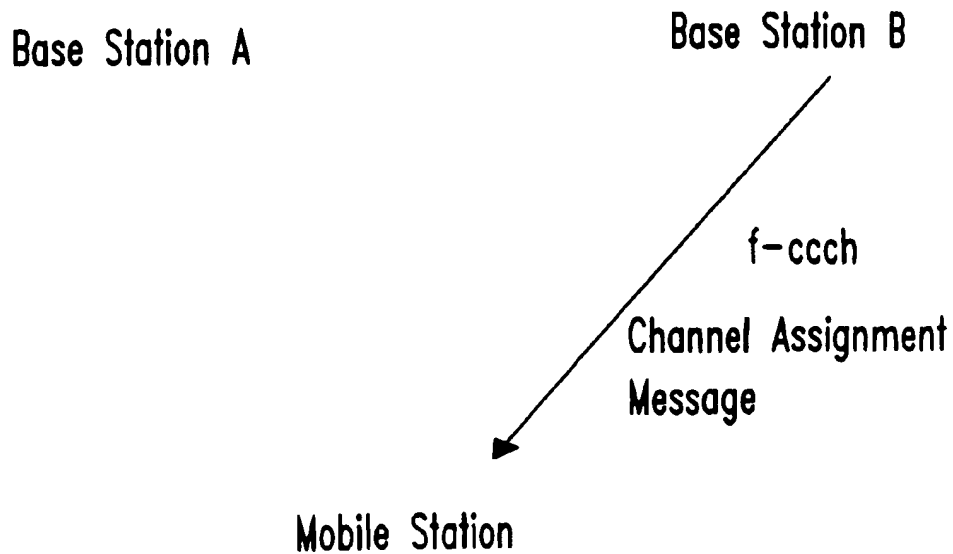 Base Station A
Base Station B
f-ccch
Channel Assignment
Message
Mobile Station